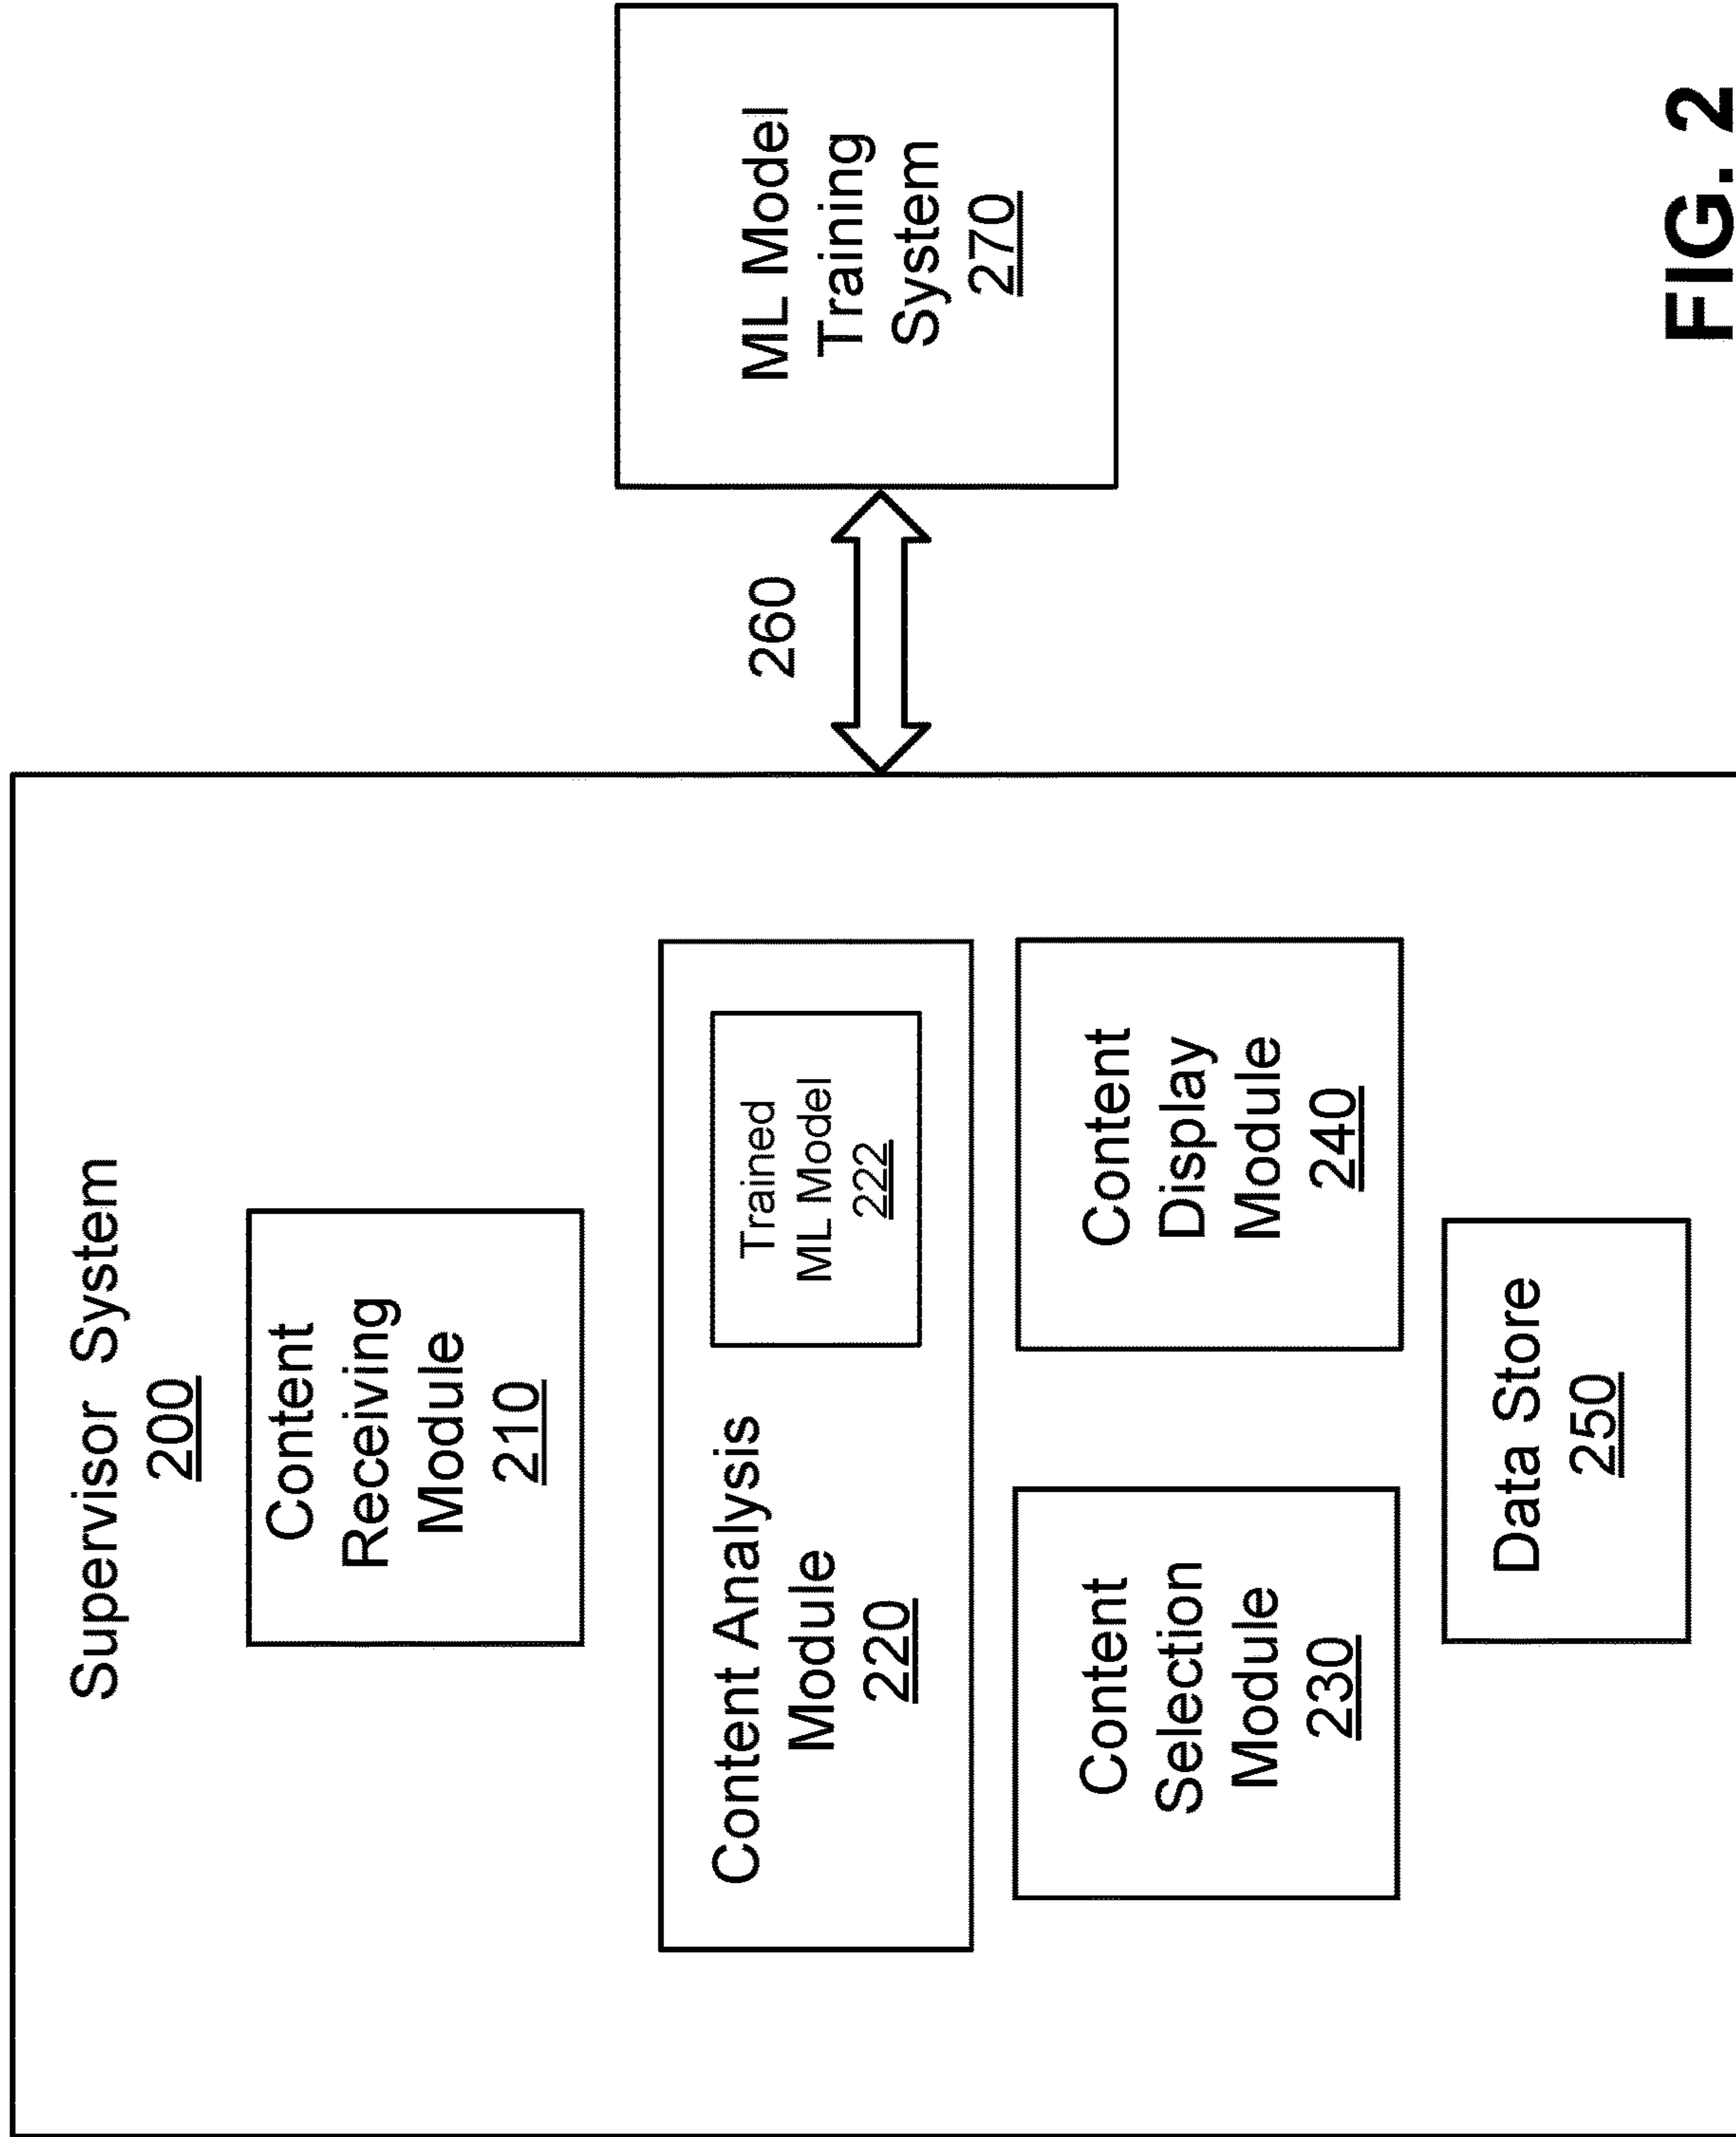 Supervisor System
200
Content
Receiving
Module
210
Content Analysis
Module
220
Trained
ML Model
222
Content
Selection
Module
230
Content
Display
Module
240
Data Store
250
260
ML Model
Training
System
270
FIG. 2